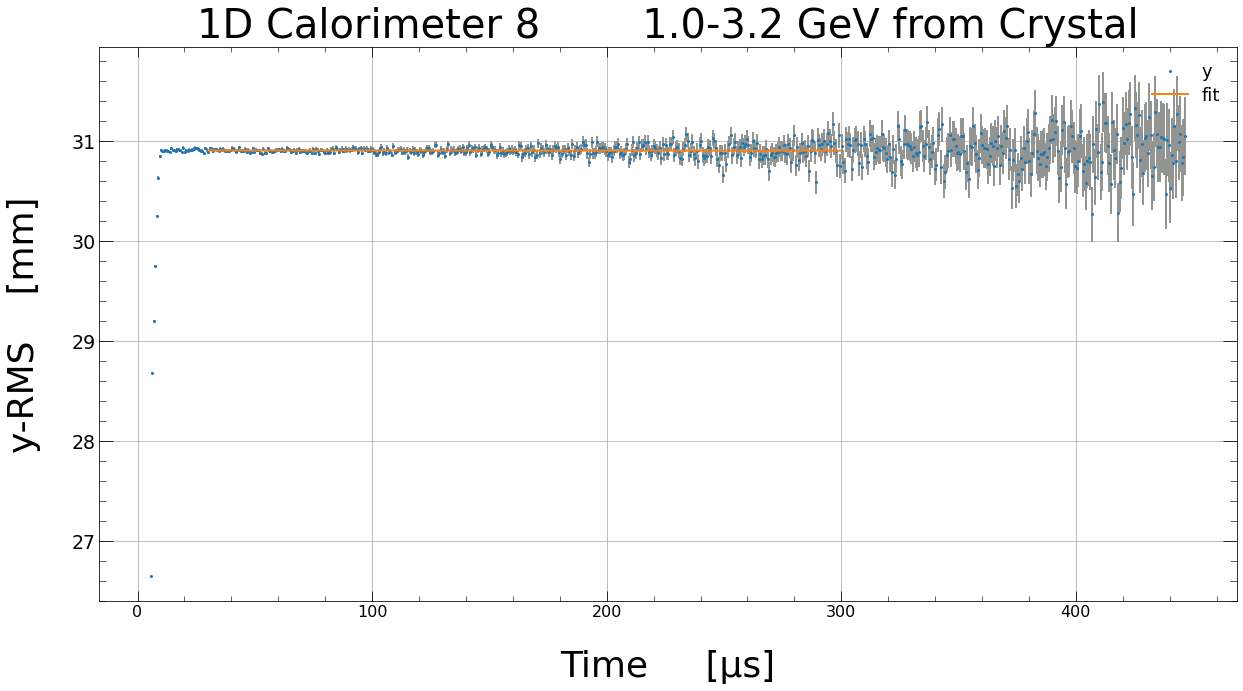 1D Calorimeter 8 1.0-3.2 GeV from Crystal
y
fit
y-RMS [mm]
31
30
29
28
27
0 100 200 300 400
Time [μs]